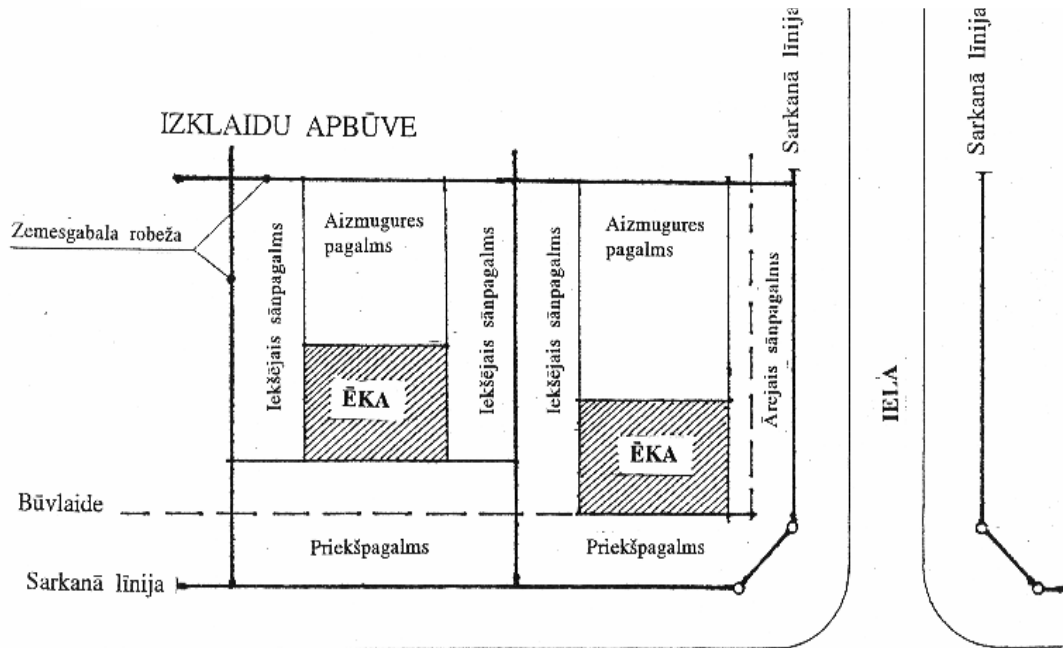 Sarkanā līnija
Sarkanā līnija
IZKLAIDU APBŪVE
Zemesgabala robeža
Iekšējais sānpagalms
Aizmugures
pagalms
Iekšējais sānpagalms
Iekšējais sānpagalms
Aizmugures
pagalms
Ārejais sānpagalms
ĒKA
ĒKA
IELA
Būvlaide
Priekšpagalms
Priekšpagalms
Sarkanā līnija